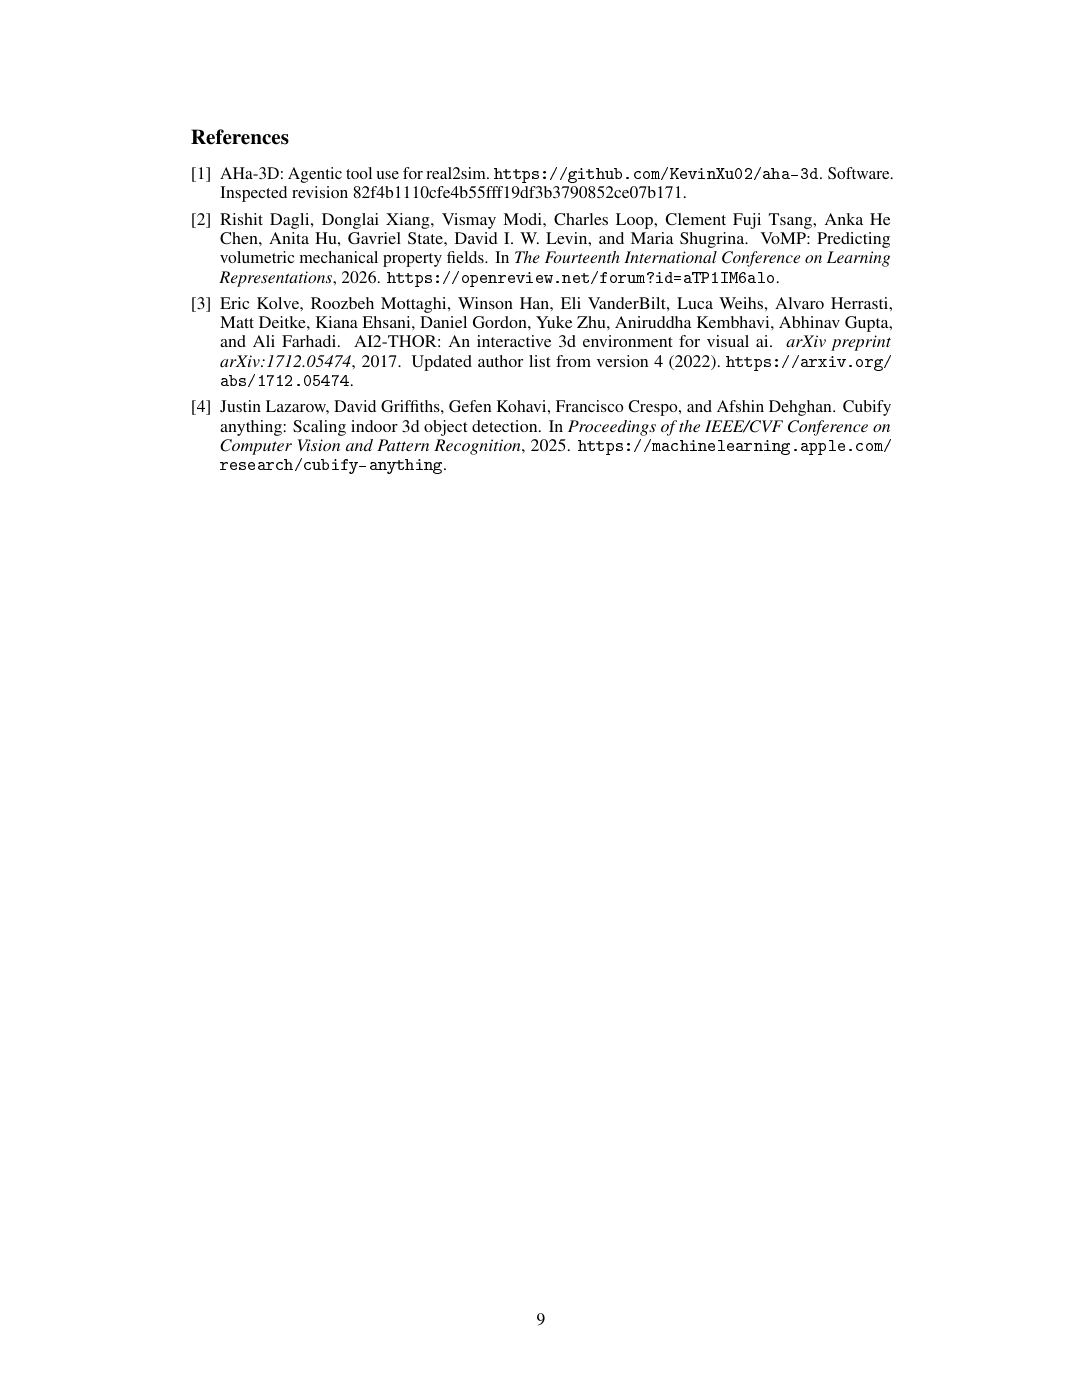 References
[1] AHa-3D: Agentic tool use for real2sim. https://github.com/KevinXu02/aha-3d. Software.
Inspected revision 82f4b1110cfe4b55fff19df3b3790852ce07b171.
[2] Rishit Dagli, Donglai Xiang, Vismay Modi, Charles Loop, Clement Fuji Tsang, Anka He
Chen, Anita Hu, Gavriel State, David I. W. Levin, and Maria Shugrina. VoMP: Predicting
volumetric mechanical property fields. In The Fourteenth International Conference on Learning
Representations, 2026. https://openreview.net/forum?id=aTP1IM6alo.
[3] Eric Kolve, Roozbeh Mottaghi, Winson Han, Eli VanderBilt, Luca Weihs, Alvaro Herrasti,
Matt Deitke, Kiana Ehsani, Daniel Gordon, Yuke Zhu, Aniruddha Kembhavi, Abhinav Gupta,
and Ali Farhadi. AI2-THOR: An interactive 3d environment for visual ai. arXiv preprint
arXiv:1712.05474, 2017. Updated author list from version 4 (2022). https://arxiv.org/
abs/1712.05474.
[4] Justin Lazarow, David Griffiths, Gefen Kohavi, Francisco Crespo, and Afshin Dehghan. Cubify
anything: Scaling indoor 3d object detection. In Proceedings of the IEEE/CVF Conference on
Computer Vision and Pattern Recognition, 2025. https://machinelearning.apple.com/
research/cubify-anything.
9